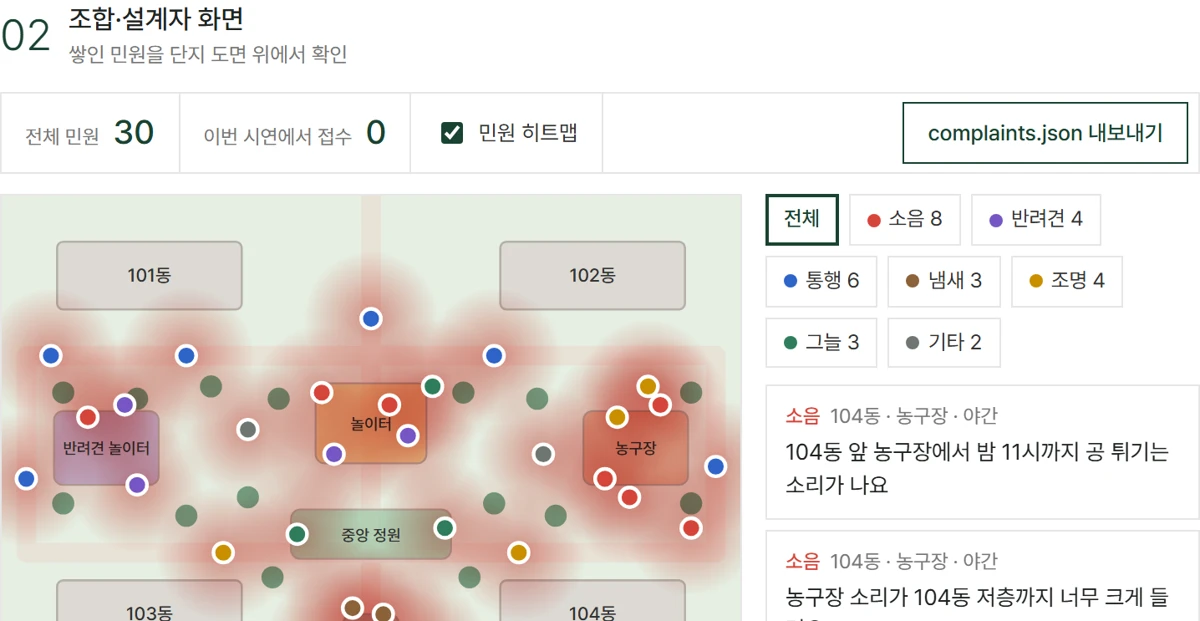 02
조합·설계자 화면
쌓인 민원을 단지 도면 위에서 확인
전체 민원 30
이번 시연에서 접수 0
민원 히트맵
complaints.json 내보내기
101동
102동
반려견 놀이터
놀이터
농구장
중앙 정원
103동
104동
전체
소음 8
반려견 4
통행 6
냄새 3
조명 4
그늘 3
기타 2
소음 104동 · 농구장 · 야간
104동 앞 농구장에서 밤 11시까지 공 튀기는
소리가 나요
소음 104동 · 농구장 · 야간
농구장 소리가 104동 저층까지 너무 크게 들